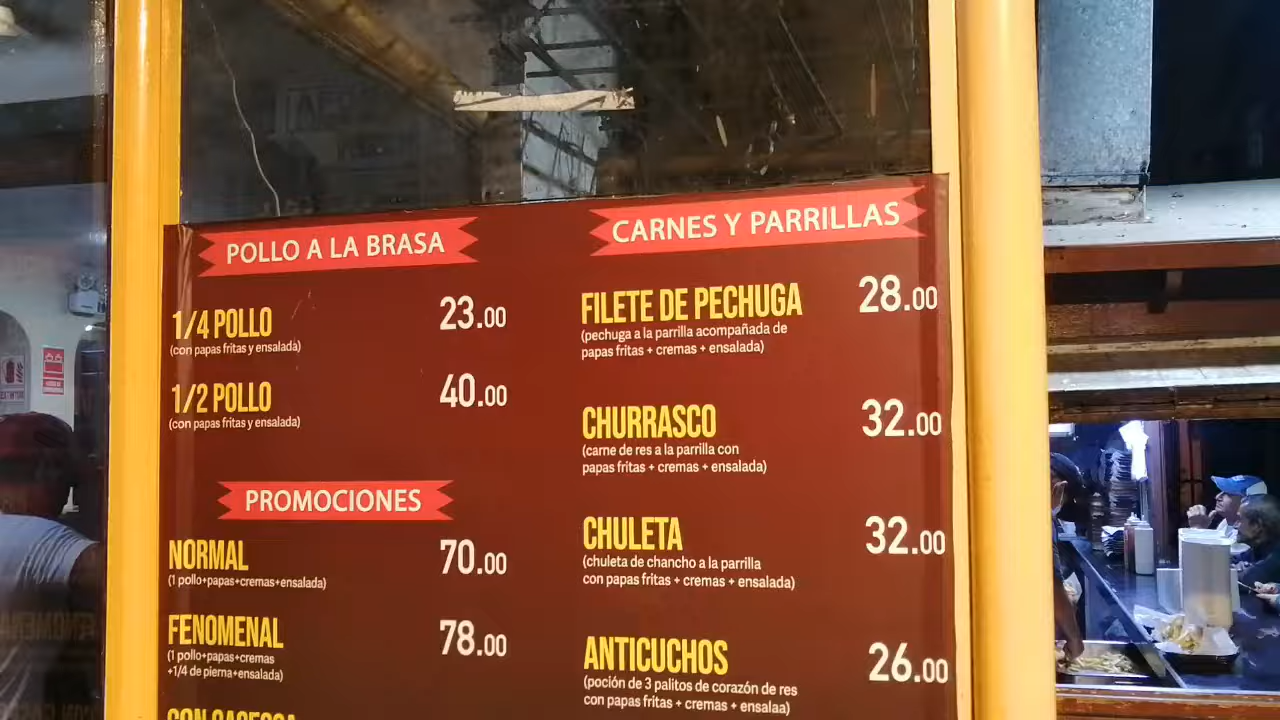 POLLO A LA BRASA
1/4 POLLO 23.00
(con papas fritas y ensalada)
1/2 POLLO 40.00
(con papas fritas y ensalada)
PROMOCIONES
NORMAL 70.00
(1 pollo+papas+cremas+ensalada)
FENOMENAL 78.00
(1 pollo+papas+cremas
+1/4 de pierna+ensalada)
CARNES Y PARRILLAS
FILETE DE PECHUGA 28.00
(pechuga a la parrilla acompañada de
papas fritas + cremas + ensalada)
CHURRASCO 32.00
(carne de res a la parrilla con
papas fritas + cremas + ensalada)
CHULETA 32.00
(chuleta de chancho a la parrilla
con papas fritas + cremas + ensalada)
ANTICUCHOS 26.00
(poción de 3 palitos de corazón de res
con papas fritas + cremas + ensalaa)